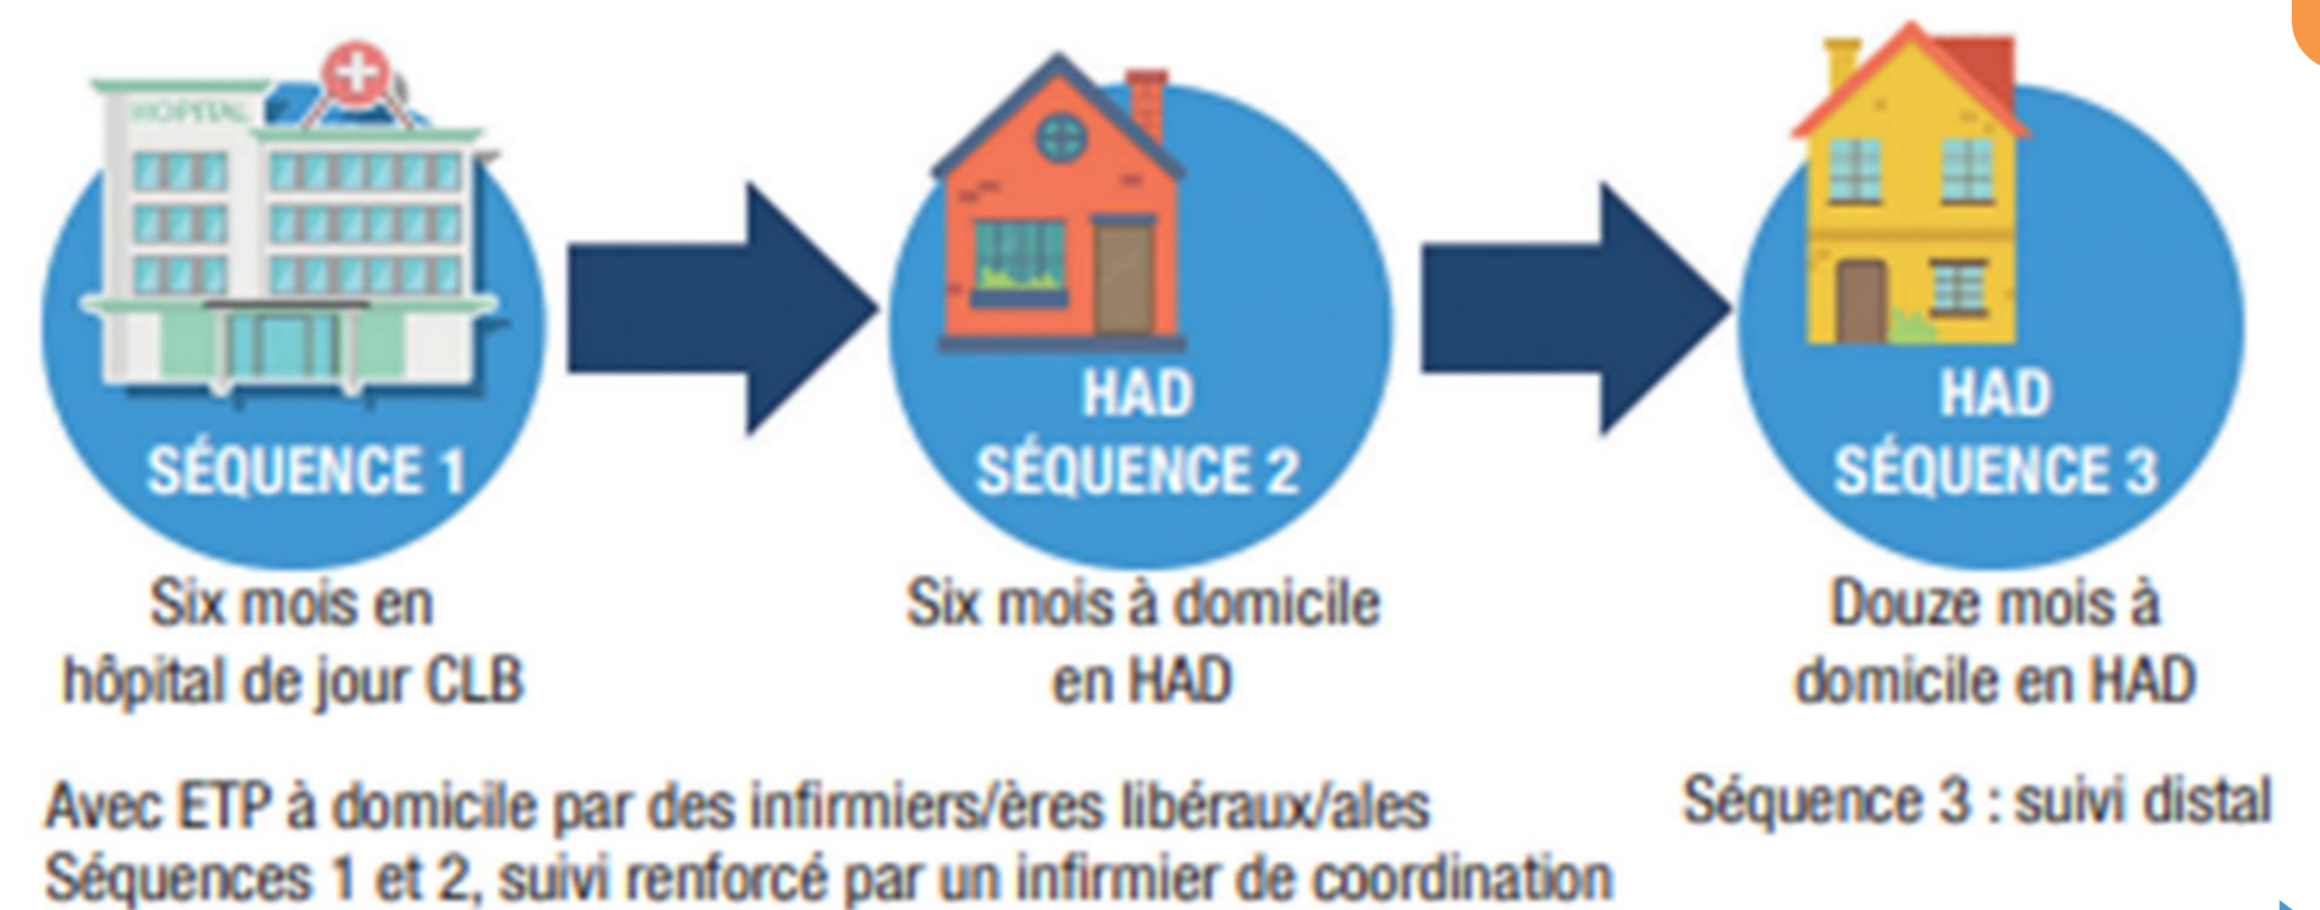 HOPITAL
SÉQUENCE 1
Six mois en
hôpital de jour CLB
HAD
SÉQUENCE 2
Six mois à domicile
en HAD
HAD
SÉQUENCE 3
Douze mois à
domicile en HAD
Avec ETP à domicile par des infirmiers/ères libéraux/ales
Séquences 1 et 2, suivi renforcé par un infirmier de coordination
Séquence 3 : suivi distal